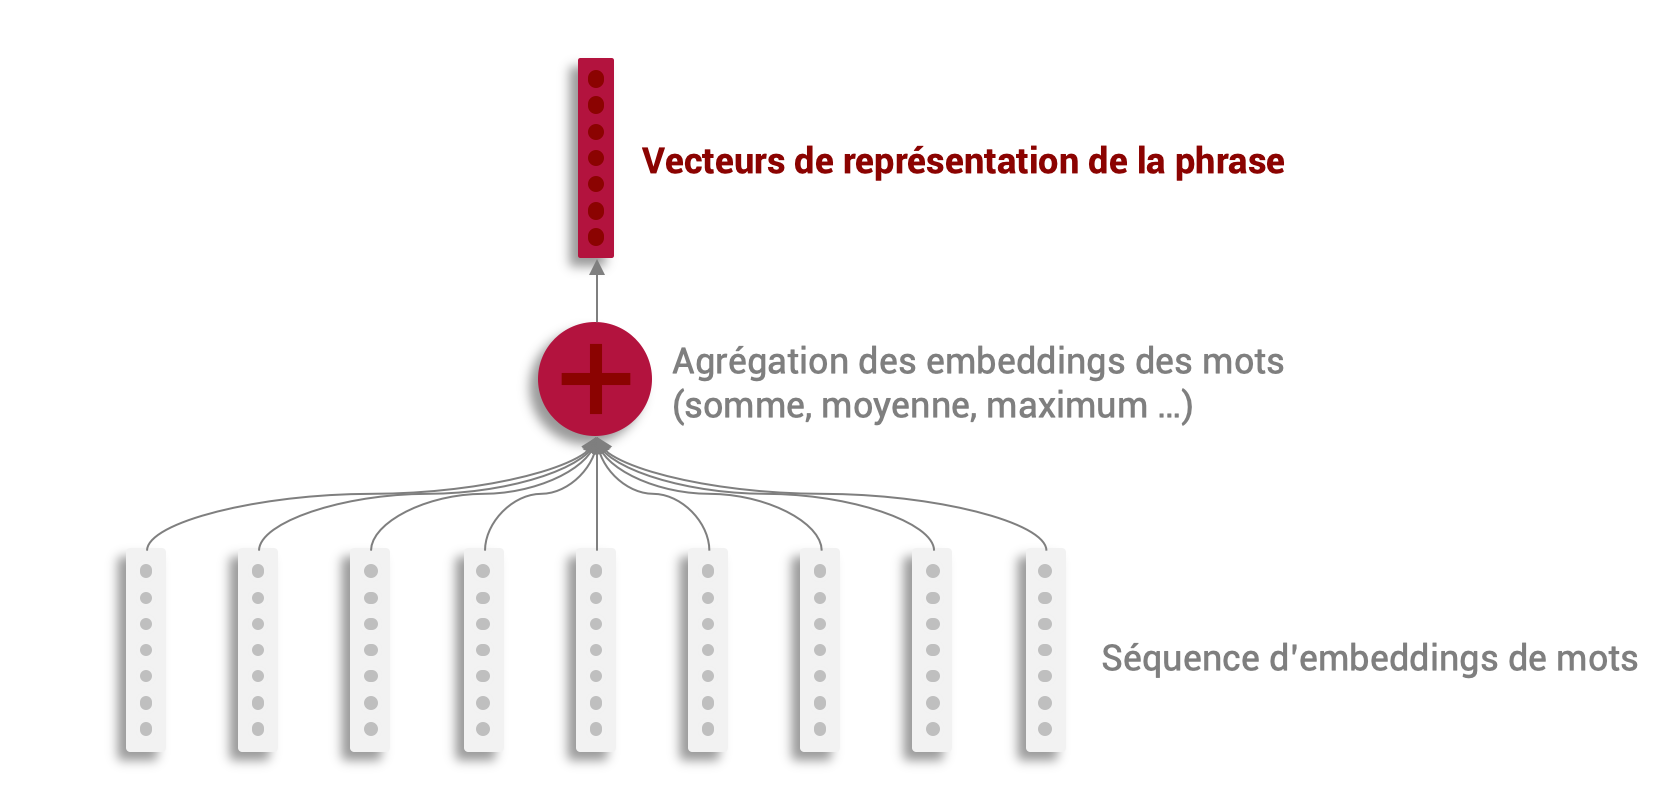 Vecteurs de représentation de la phrase
Agrégation des embeddings des mots
(somme, moyenne, maximum ...)
Séquence d'embeddings de mots